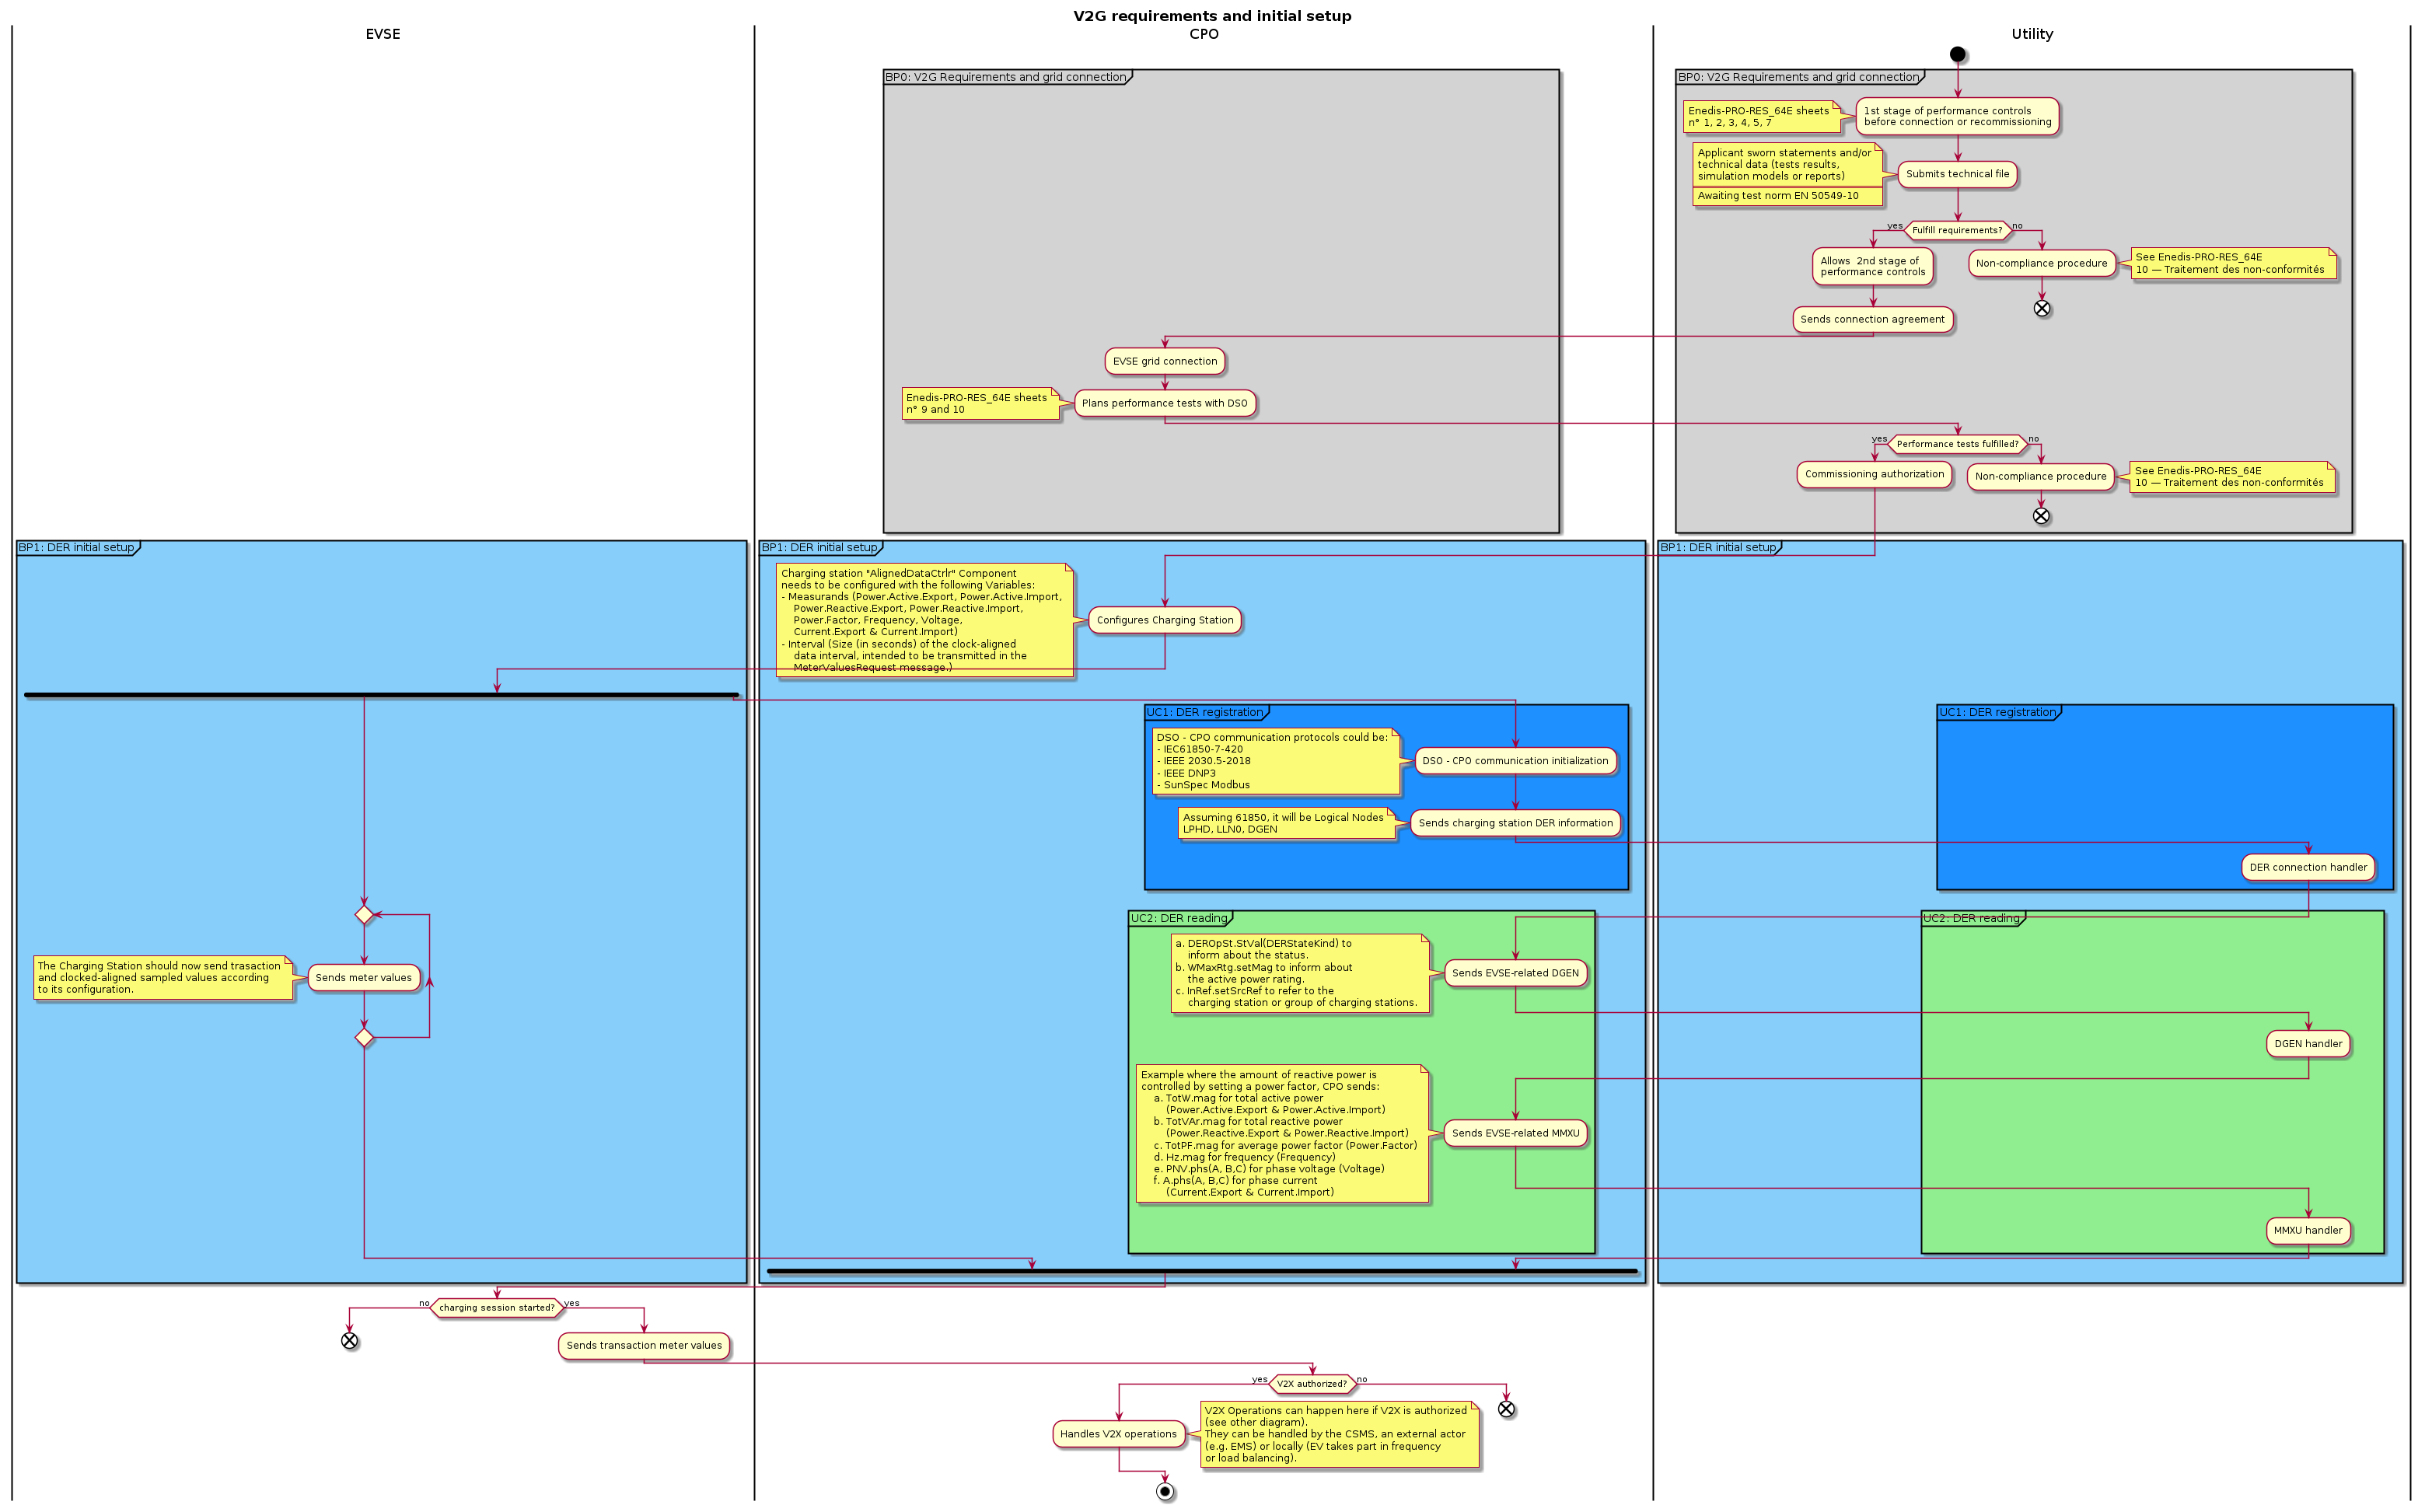 V2G requirements and initial setup
EVSE
CPO
Utility
BP0: V2G Requirements and grid connection
BP0: V2G Requirements and grid connection
Enedis-PRO-RES_64E sheets
n° 1, 2, 3, 4, 5, 7
1st stage of performance controls
before connection or recommissioning
Applicant sworn statements and/or
technical data (tests results,
simulation models or reports)
Awaiting test norm EN 50549-10
Submits technical file
yes
Fulfill requirements?
no
Allows  2nd stage of
performance controls
Non-compliance procedure
See Enedis-PRO-RES_64E
10 — Traitement des non-conformités
Sends connection agreement
EVSE grid connection
Enedis-PRO-RES_64E sheets
n° 9 and 10
Plans performance tests with DSO
yes
Performance tests fulfilled?
no
Commissioning authorization
Non-compliance procedure
See Enedis-PRO-RES_64E
10 — Traitement des non-conformités
BP1: DER initial setup
BP1: DER initial setup
BP1: DER initial setup
Charging station "AlignedDataCtrlr" Component
needs to be configured with the following Variables:
- Measurands (Power.Active.Export, Power.Active.Import,
Power.Reactive.Export, Power.Reactive.Import,
Power.Factor, Frequency, Voltage,
Current.Export & Current.Import)
- Interval (Size (in seconds) of the clock-aligned
data interval, intended to be transmitted in the
MeterValuesRequest message.)
Configures Charging Station
UC1: DER registration
UC1: DER registration
DSO - CPO communication protocols could be:
- IEC61850-7-420
- IEEE 2030.5-2018
- IEEE DNP3
- SunSpec Modbus
DSO - CPO communication initialization
Assuming 61850, it will be Logical Nodes
LPHD, LLN0, DGEN
Sends charging station DER information
DER connection handler
UC2: DER reading
UC2: DER reading
The Charging Station should now send trasaction
and clocked-aligned sampled values according
to its configuration.
Sends meter values
a. DEROpSt.StVal(DERStateKind) to
inform about the status.
b. WMaxRtg.setMag to inform about
the active power rating.
c. InRef.setSrcRef to refer to the
charging station or group of charging stations.
Sends EVSE-related DGEN
DGEN handler
Example where the amount of reactive power is
controlled by setting a power factor, CPO sends:
a. TotW.mag for total active power
(Power.Active.Export & Power.Active.Import)
b. TotVAr.mag for total reactive power
(Power.Reactive.Export & Power.Reactive.Import)
c. TotPF.mag for average power factor (Power.Factor)
d. Hz.mag for frequency (Frequency)
e. PNV.phs(A, B,C) for phase voltage (Voltage)
f. A.phs(A, B,C) for phase current
(Current.Export & Current.Import)
Sends EVSE-related MMXU
MMXU handler
no
charging session started?
yes
Sends transaction meter values
yes
V2X authorized?
no
Handles V2X operations
V2X Operations can happen here if V2X is authorized
(see other diagram).
They can be handled by the CSMS, an external actor
(e.g. EMS) or locally (EV takes part in frequency
or load balancing).